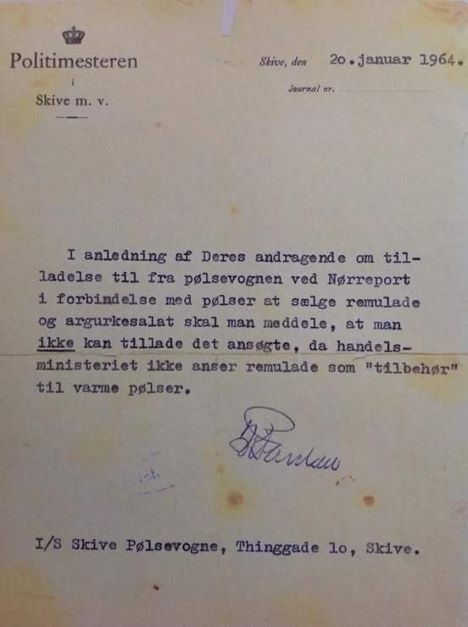 Politimesteren
i
Skive m. v.
Skive, den 20. januar 1964.
Journal nr.
I anledning af Deres andragende om til-
ladelse til fra pølsevognen ved Nørreport
i forbindelse med pølser at sælge remulade
og argurkesalat skal man meddele, at man
ikke kan tillade det ansøgte, da handels-
ministeriet ikke anser remulade som "tilbehør"
til varme pølser.
I/S Skive Pølsevogne, Thinggade lo, Skive.